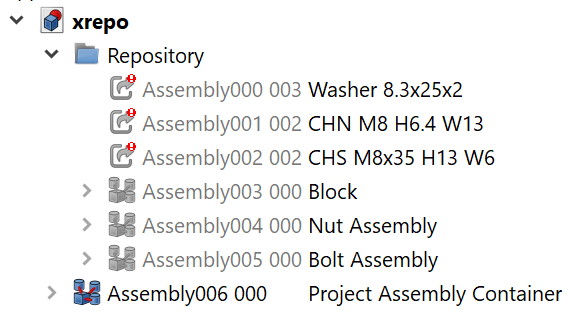 xrepo
Repository
Assembly000 003 Washer 8.3x25x2
Assembly001 002 CHN M8 H6.4 W13
Assembly002 002 CHS M8x35 H13 W6
Assembly003 000 Block
Assembly004 000 Nut Assembly
Assembly005 000 Bolt Assembly
Assembly006 000 Project Assembly Container